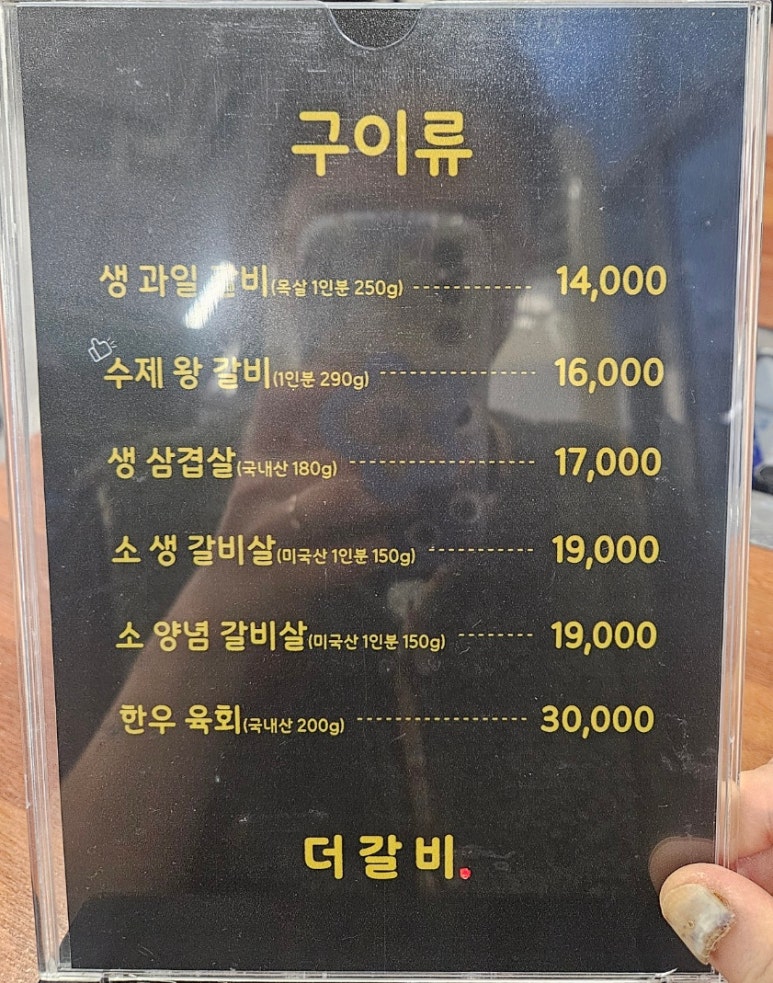 구이류
생 과일 갈비(목살 1인분 250g) ------------ 14,000
수제 왕 갈비(1인분 290g) ---------------- 16,000
생 삼겹살(국내산 180g) ------------------- 17,000
소 생 갈비살(미국산 1인분 150g) ----------- 19,000
소 양념 갈비살(미국산 1인분 150g) -------- 19,000
한우 육회(국내산 200g) ----------------- 30,000
더 갈비.